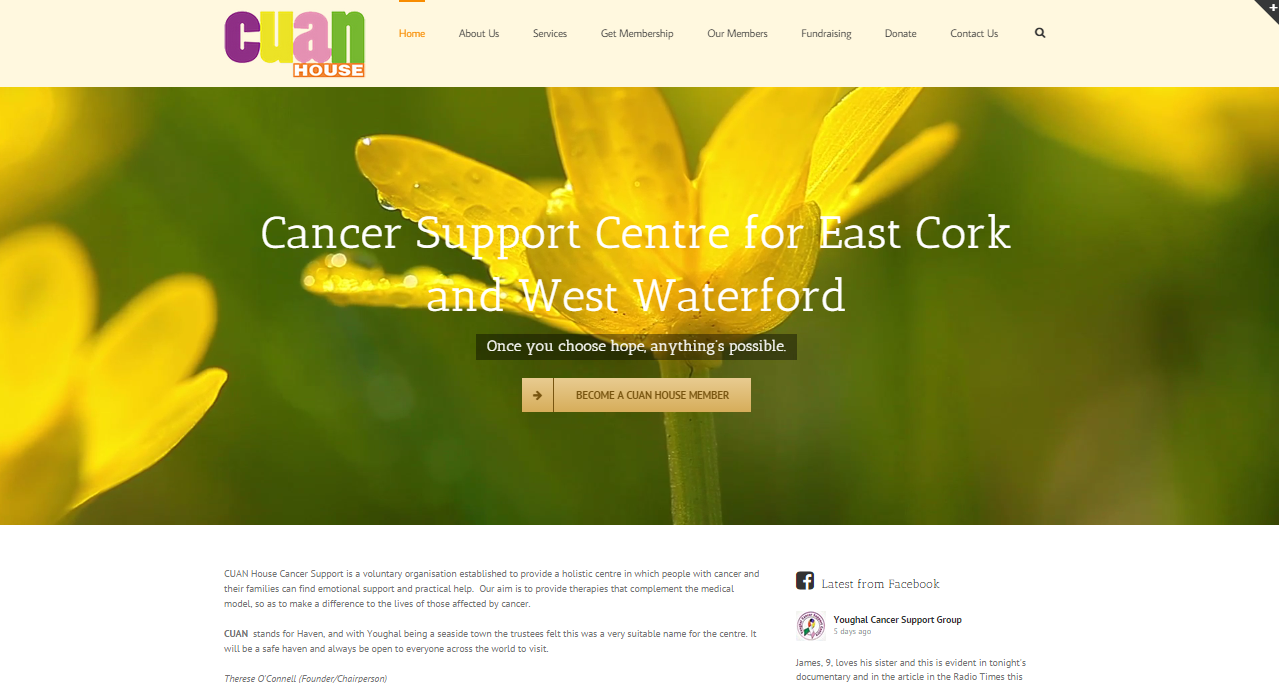 cuan
HOUSE
Home About Us Services Get Membership Our Members Fundraising Donate Contact Us
Cancer Support Centre for East Cork
and West Waterford
Once you choose hope, anything's possible.
BECOME A CUAN HOUSE MEMBER
CUAN House Cancer Support is a voluntary organisation established to provide a holistic centre in which people with cancer and
their families can find emotional support and practical help. Our aim is to provide therapies that complement the medical
model, so as to make a difference to the lives of those affected by cancer.
CUAN stands for Haven, and with Youghal being a seaside town the trustees felt this was a very suitable name for the centre. It
will be a safe haven and always be open to everyone across the world to visit.
Therese O'Connell (Founder/Chairperson)
Latest from Facebook
Youghal Cancer Support Group
5 days ago
James, 9, loves his sister and this is evident in tonight's
documentary and in the article in the Radio Times this